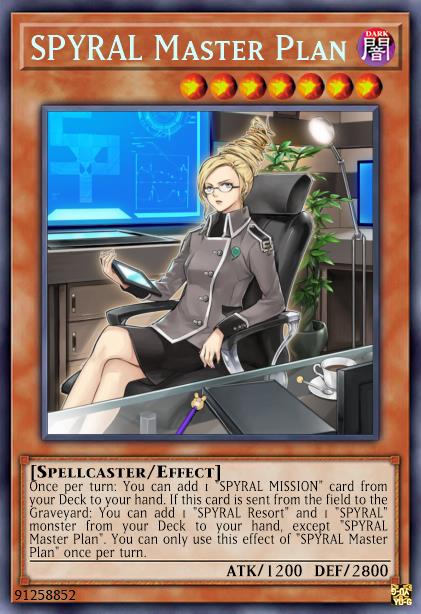 SPYRAL Master Plan
DARK
闇
[Spellcaster/Effect]
Once per turn: You can add 1 "SPYRAL MISSION" card from
your Deck to your hand. If this card is sent from the field to the
Graveyard: You can add 1 "SPYRAL Resort" and 1 "SPYRAL"
monster from your Deck to your hand, except "SPYRAL
Master Plan". You can only use this effect of "SPYRAL Master
Plan" once per turn.
ATK/1200 DEF/2800
91258852